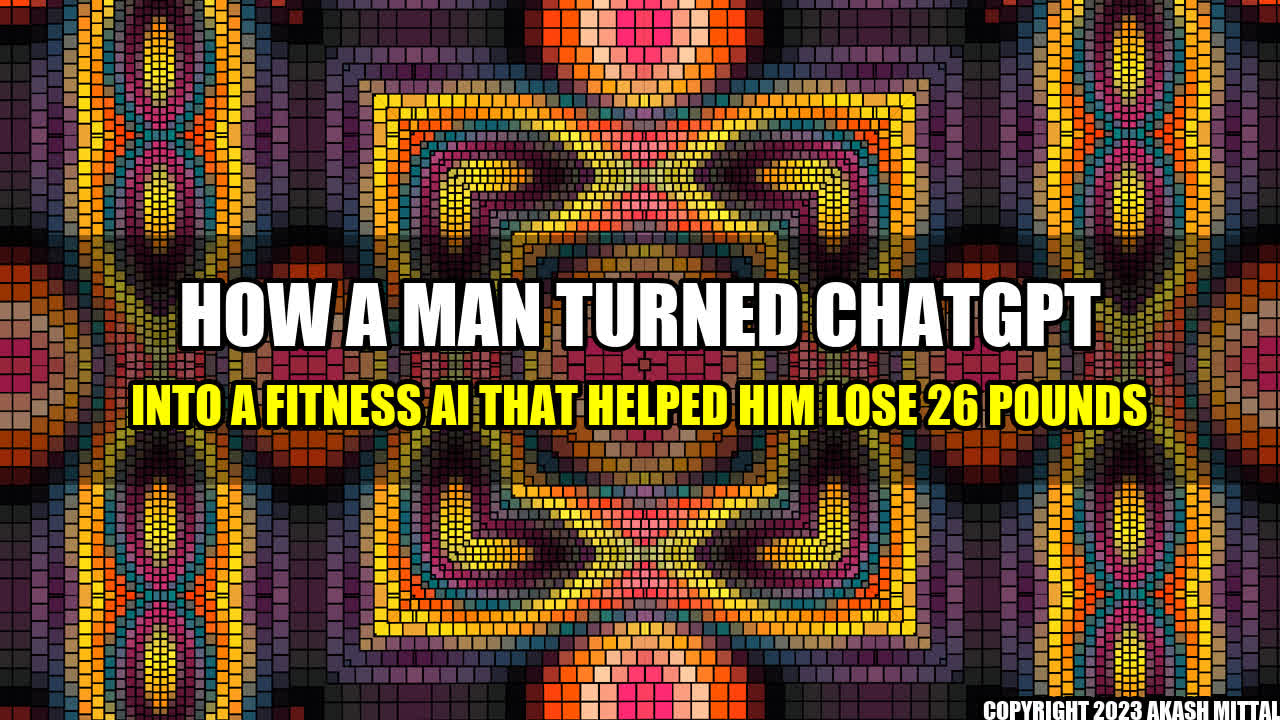 HOW A MAN TURNED CHATGPT
INTO A FITNESS AI THAT HELPED HIM LOSE 26 POUNDS
COPYRIGHT 2023 AKASH MITTAL